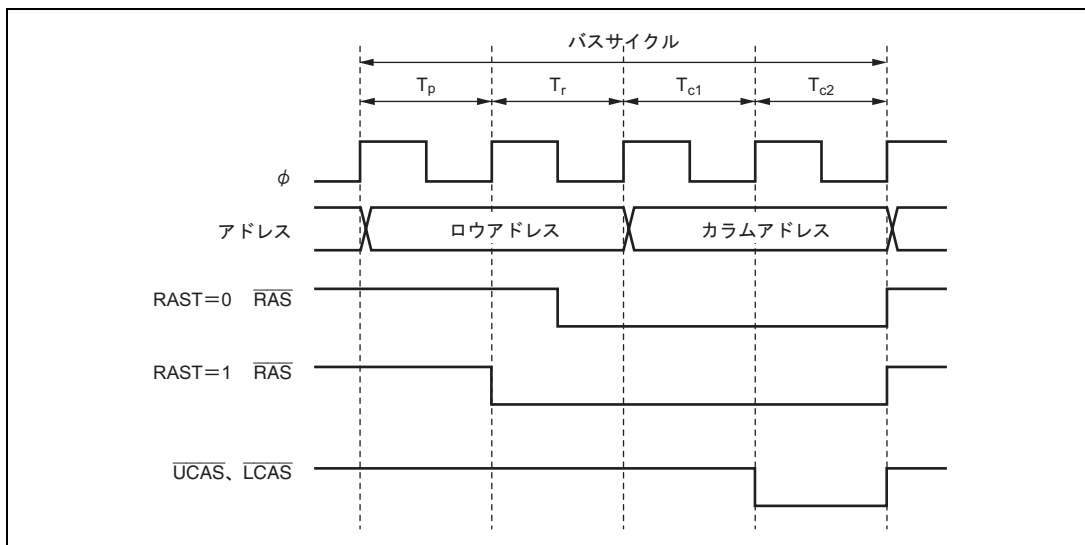 バスサイクル
Tp Tr Tc1 Tc2
φ
アドレス ロウアドレス カラムアドレス
RAST=0 RAS
RAST=1 RAS
UCAS、LCAS